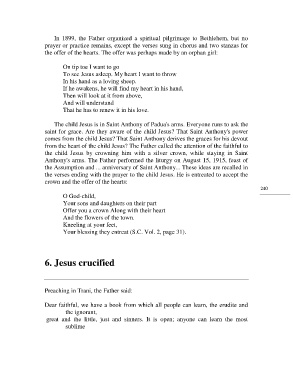 In 1899, the Father organized a spiritual pilgrimage to Bethlehem, but no
prayer or practice remains, except the verses sung in chorus and two stanzas for
the offer of the hearts. The offer was perhaps made by an orphan girl:
On tip toe I want to go
To see Jesus asleep. My heart I want to throw
In his hand as a loving sheep.
If he awakens, he will find my heart in his hand,
Then will look at it from above,
And will understand
That he has to renew it in his love.
The child Jesus is in Saint Anthony of Padua's arms. Everyone runs to ask the
saint for grace. Are they aware of the child Jesus? That Saint Anthony's power
comes from the child Jesus? That Saint Anthony derives the graces for his devout
from the heart of the child Jesus? The Father called the attention of the faithful to
the child Jesus by crowning him with a silver crown, while staying in Saint
Anthony's arms. The Father performed the liturgy on August 15, 1915, feast of
the Assumption and ... anniversary of Saint Anthony... These ideas are recalled in
the verses ending with the prayer to the child Jesus. He is entreated to accept the
crown and the offer of the hearts:
240
O God-child,
Your sons and daughters on their part
Offer you a crown Along with their heart
And the flowers of the town.
Kneeling at your feet,
Your blessing they entreat (S.C. Vol. 2, page 31).
6. Jesus crucified
Preaching in Trani, the Father said:
Dear faithful, we have a book from which all people can learn, the erudite and
the ignorant,
great and the little, just and sinners. It is open; anyone can learn the most
sublime